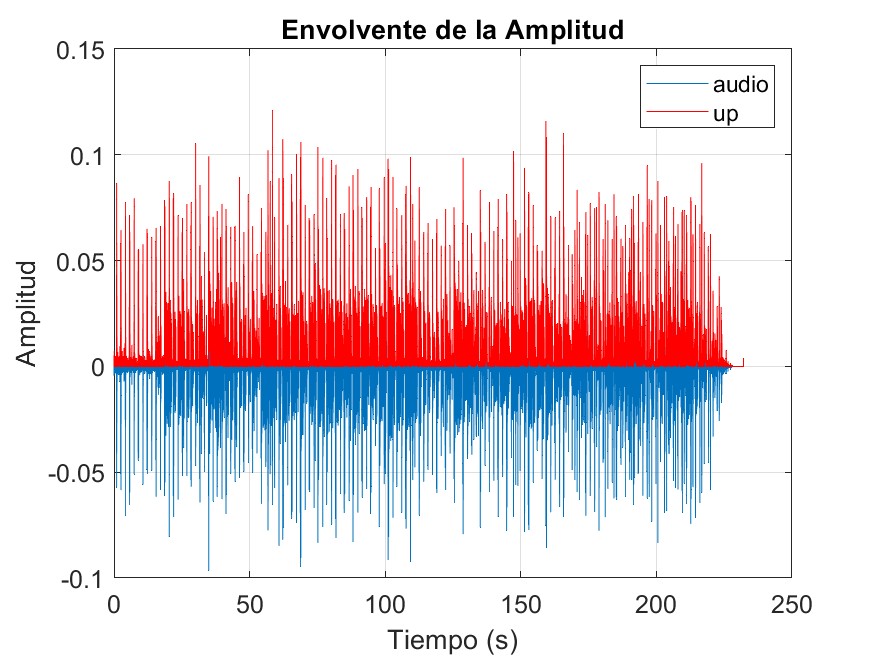 Envolvente de la Amplitud
0.15
0.1
0.05
0
-0.05
-0.1
Amplitud
audio
up
0 50 100 150 200 250
Tiempo (s)